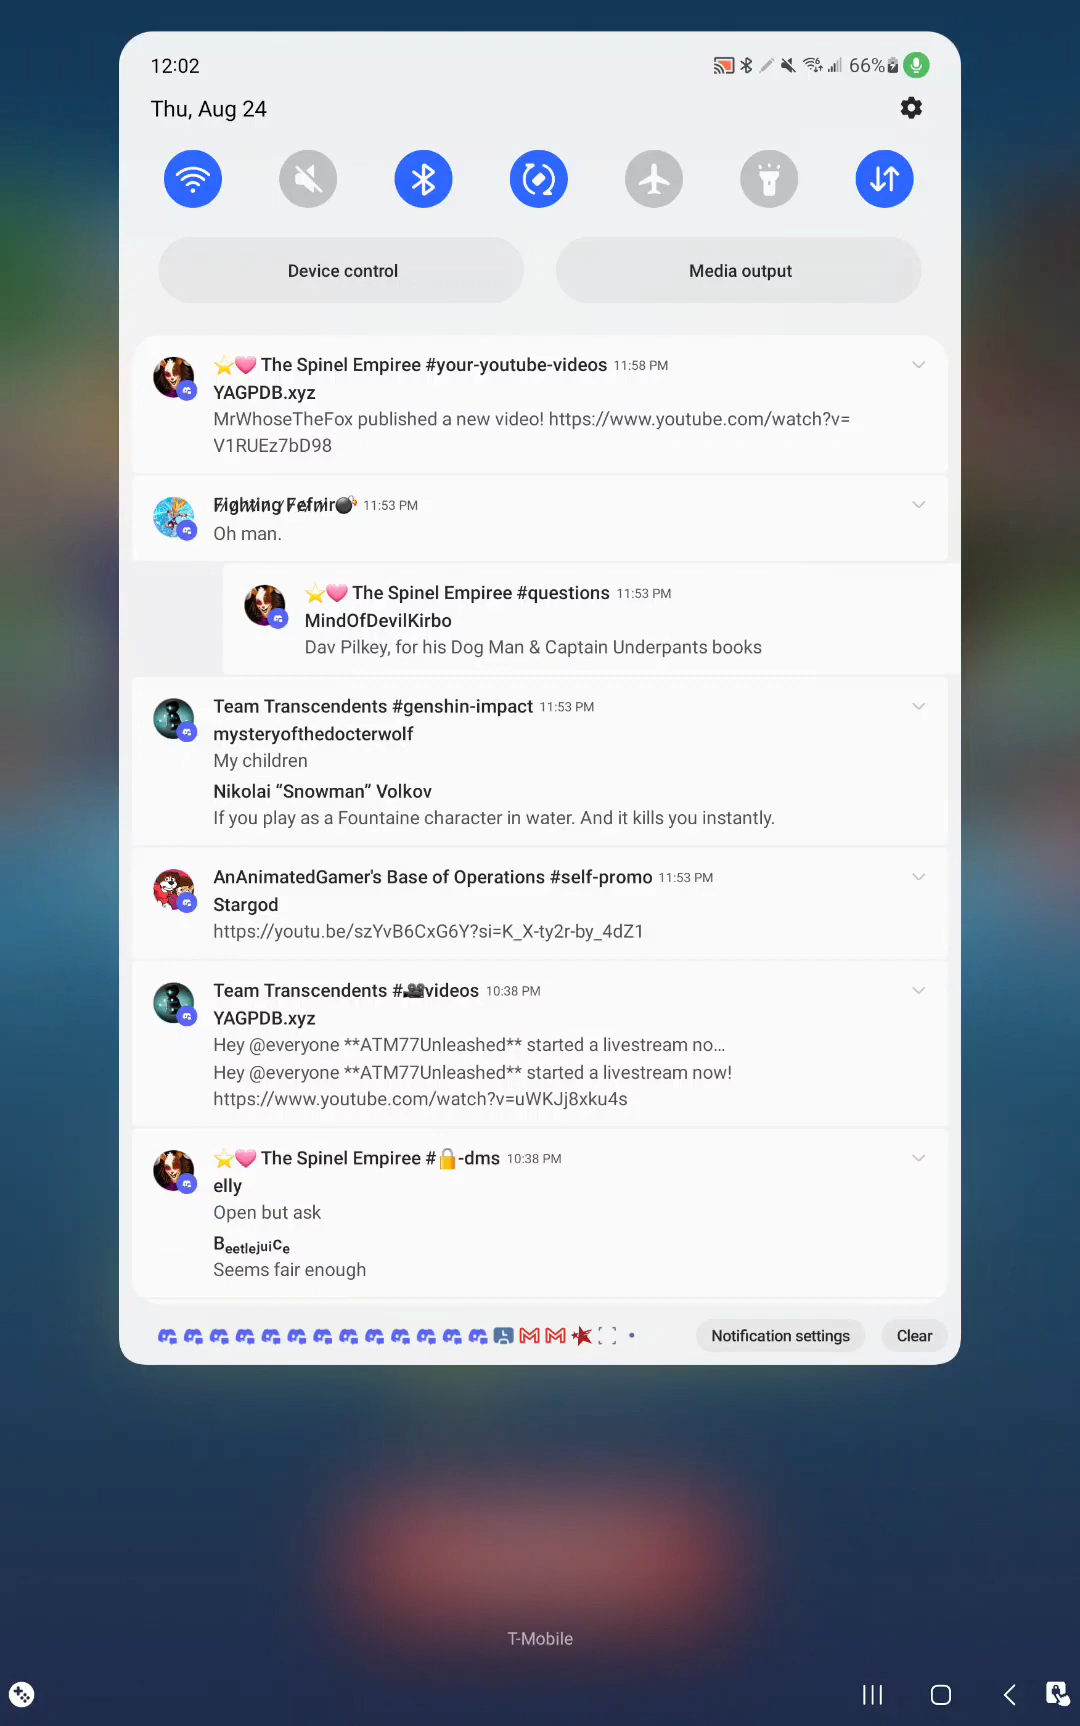 12:02
66%
Thu, Aug 24
Device control
Media output
⭐💗 The Spinel Empiree #your-youtube-videos 11:58 PM
YAGPDB.xyz
MrWhoseTheFox published a new video! https://www.youtube.com/watch?v=
V1RUEz7bD98
Fighting Fefnir💣 11:53 PM
Oh man.
⭐💗 The Spinel Empiree #questions 11:53 PM
MindOfDevilKirbo
Dav Pilkey, for his Dog Man & Captain Underpants books
Team Transcendents #genshin-impact 11:53 PM
mysteryofthedocterwolf
My children
Nikolai “Snowman” Volkov
If you play as a Fountaine character in water. And it kills you instantly.
AnAnimatedGamer's Base of Operations #self-promo 11:53 PM
Stargod
https://youtu.be/szYvB6CxG6Y?si=K_X-ty2r-by_4dZ1
Team Transcendents #🎥videos 10:38 PM
YAGPDB.xyz
Hey @everyone **ATM77Unleashed** started a livestream no...
Hey @everyone **ATM77Unleashed** started a livestream now!
https://www.youtube.com/watch?v=uWKJj8xku4s
⭐💗 The Spinel Empiree #🔒-dms 10:38 PM
elly
Open but ask
Bₑₑₜₗₑⱼᵤᵢcₑ
Seems fair enough
Notification settings
Clear
T-Mobile